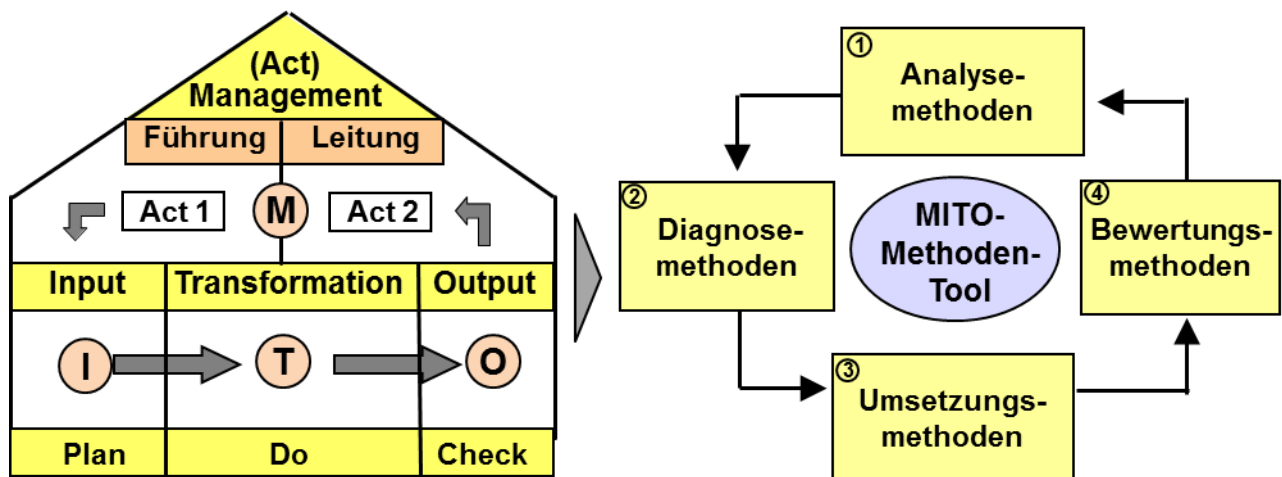 (Act)
Management
Führung Leitung
Act 1 M Act 2
Input Transformation Output
I T O
Plan Do Check
①
Analyse-
methoden
②
Diagnose-
methoden
MITO-
Methoden-
Tool
④
Bewertungs-
methoden
③
Umsetzungs-
methoden